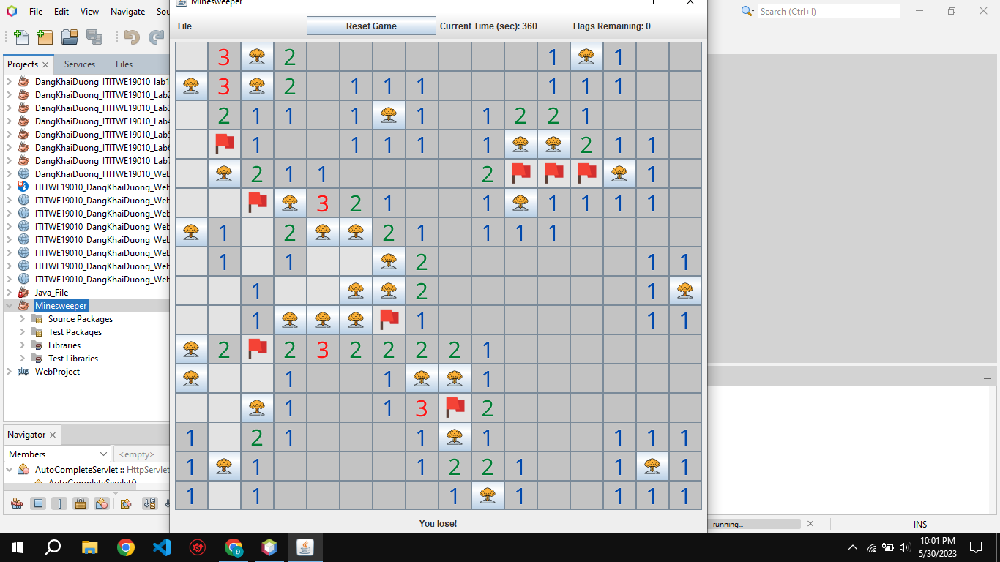 Minesweeper
File Edit View Navigate Sou
Search (Ctrl+I)
File Reset Game Current Time (sec): 360 Flags Remaining: 0
Projects Services Files
DangKhaiDuong_ITITWE19010_lab1
DangKhaiDuong_ITITWE19010_Lab2
DangKhaiDuong_ITITWE19010_Lab3
DangKhaiDuong_ITITWE19010_Lab4
DangKhaiDuong_ITITWE19010_Lab5
DangKhaiDuong_ITITWE19010_Lab6
DangKhaiDuong_ITITWE19010_Lab7
DangKhaiDuong_ITITWE19010_Web
ITITWE19010_DangKhaiDuong_Web
ITITWE19010_DangKhaiDuong_Web
ITITWE19010_DangKhaiDuong_Web
ITITWE19010_DangKhaiDuong_Web
ITITWE19010_DangKhaiDuong_Web
ITITWE19010_DangKhaiDuong_Web
ITITWE19010_DangKhaiDuong_Web
ITITWE19010_DangKhaiDuong_Web
Java_File
Minesweeper
Source Packages
Test Packages
Libraries
Test Libraries
WebProject
Navigator
Members <empty>
AutoCompleteServlet :: HttpServlet
AutoCompleteServlet()
3 2 1 1
3 2 1 1 1 1 1 1
2 1 1 1 1 1 2 2 1
1 1 1 1 1 2 1 1
2 1 1 2 1
3 2 1 1 1 1 1 1
1 2 2 1 1 1 1
1 1 2 1 1
1 2 1
1 1 1 1
2 2 3 2 2 2 2 1
1 1 1
1 1 3 2
1 2 1 1 1 1 1 1
1 1 1 2 2 1 1 1
1 1 1 1 1 1 1
You lose!
running...
INS
10:01 PM
5/30/2023